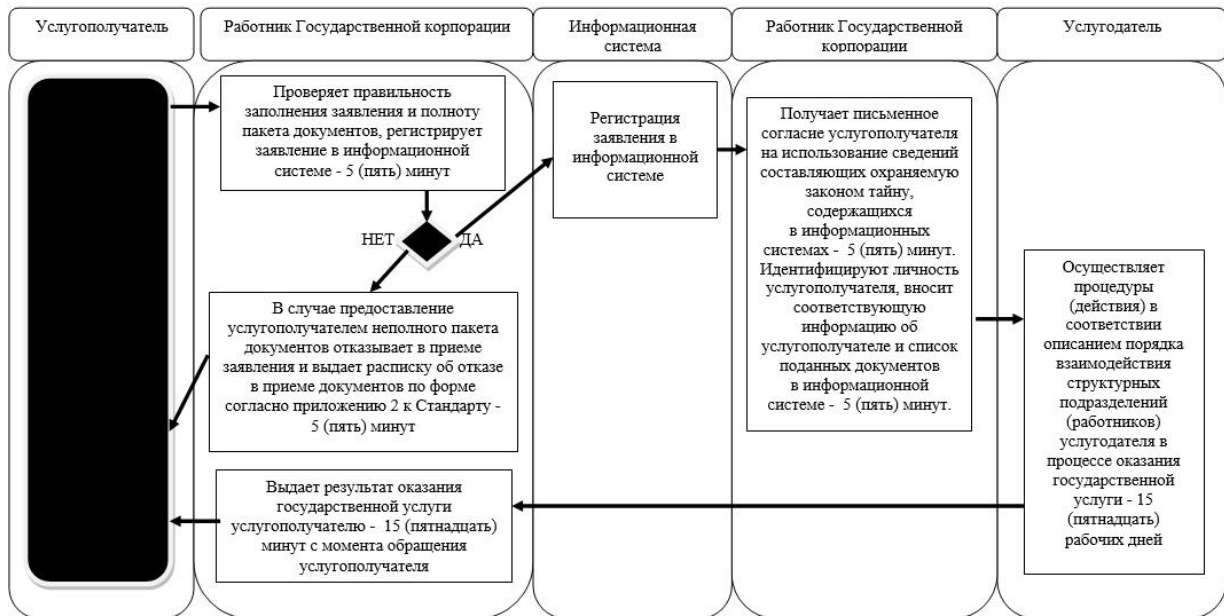 Услугополучатель
Работник Государственной корпорации
Информационная
система
Работник Государственной
корпорации
Услугодатель
Проверяет правильность
заполнения заявления и полноту
пакета документов, регистрирует
заявление в информационной
системе - 5 (пять) минут
НЕТ
ДА
В случае предоставление
услугополучателем неполного пакета
документов отказывает в приеме
заявления и выдает расписку об отказе
в приеме документов по форме
согласно приложению 2 к Стандарту -
5 (пять) минут
Выдает результат оказания
государственной услуги
услугополучателю - 15 (пятнадцать)
минут с момента обращения
услугополучателя
Регистрация
заявления в
информационной
системе
Получает письменное
согласие услугополучателя
на использование сведений
составляющих охраняемую
законом тайну,
содержащихся
в информационных
системах - 5 (пять) минут.
Идентифицируют личность
услугополучателя, вносит
соответствующую
информацию об
услугополучателе и список
поданных документов
в информационной
системе - 5 (пять) минут.
Осуществляет
процедуры
(действия) в
соответствии
описанием порядка
взаимодействия
структурных
подразделений
(работников)
услугодателя в
процессе оказания
государственной
услуги - 15
(пятнадцать)
рабочих дней